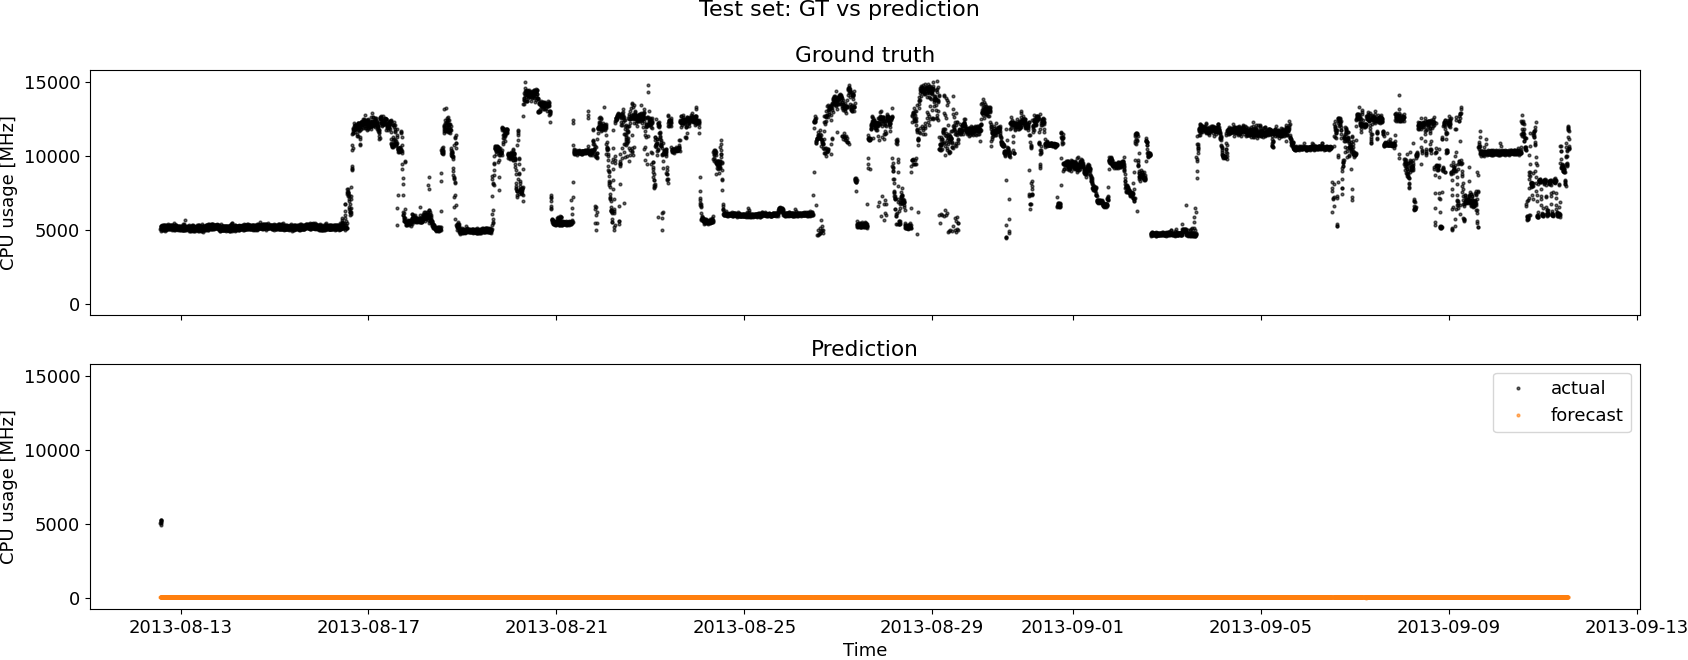 Test set: GT vs prediction
Ground truth
15000
10000
5000
0
CPU usage [MHz]
Prediction
15000
10000
5000
0
CPU usage [MHz]
actual
forecast
2013-08-13 2013-08-17 2013-08-21 2013-08-25 2013-08-29 2013-09-01 2013-09-05 2013-09-09 2013-09-13
Time